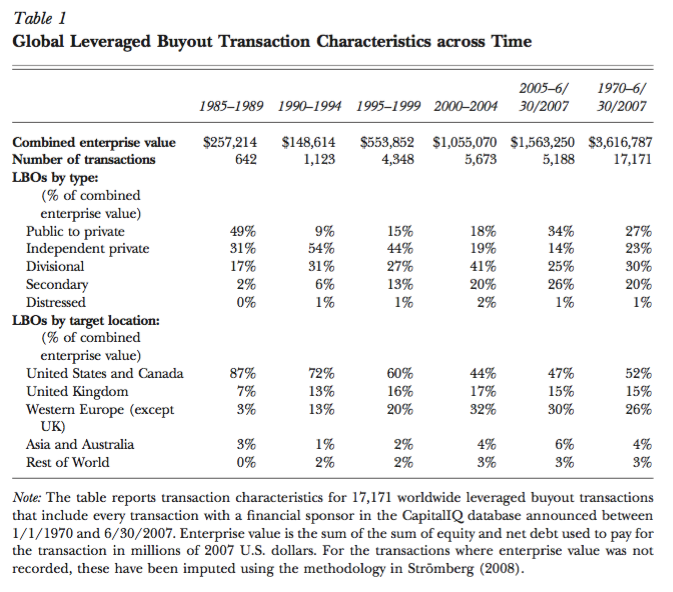 Table 1
Global Leveraged Buyout Transaction Characteristics across Time
2005–6/ 1970–6/
1985–1989 1990–1994 1995–1999 2000–2004 30/2007 30/2007
Combined enterprise value $257,214 $148,614 $553,852 $1,055,070 $1,563,250 $3,616,787
Number of transactions 642 1,123 4,348 5,673 5,188 17,171
LBOs by type:
(% of combined
enterprise value)
Public to private 49% 9% 15% 18% 34% 27%
Independent private 31% 54% 44% 19% 14% 23%
Divisional 17% 31% 27% 41% 25% 30%
Secondary 2% 6% 13% 20% 26% 20%
Distressed 0% 1% 1% 2% 1% 1%
LBOs by target location:
(% of combined
enterprise value)
United States and Canada 87% 72% 60% 44% 47% 52%
United Kingdom 7% 13% 16% 17% 15% 15%
Western Europe (except 3% 13% 20% 32% 30% 26%
UK)
Asia and Australia 3% 1% 2% 4% 6% 4%
Rest of World 0% 2% 2% 3% 3% 3%
Note: The table reports transaction characteristics for 17,171 worldwide leveraged buyout transactions
that include every transaction with a financial sponsor in the CapitalIQ database announced between
1/1/1970 and 6/30/2007. Enterprise value is the sum of the sum of equity and net debt used to pay for
the transaction in millions of 2007 U.S. dollars. For the transactions where enterprise value was not
recorded, these have been imputed using the methodology in Strömberg (2008).